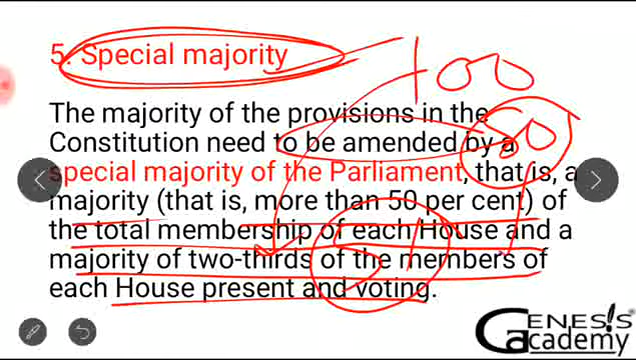 5. Special majority
100
The majority of the provisions in the
Constitution need to be amended by a
special majority of the Parliament, that is, a
majority (that is, more than 50 per cent) of
the total membership of each House and a
majority of two-thirds of the members of
each House present and voting.
GENESIS
academy